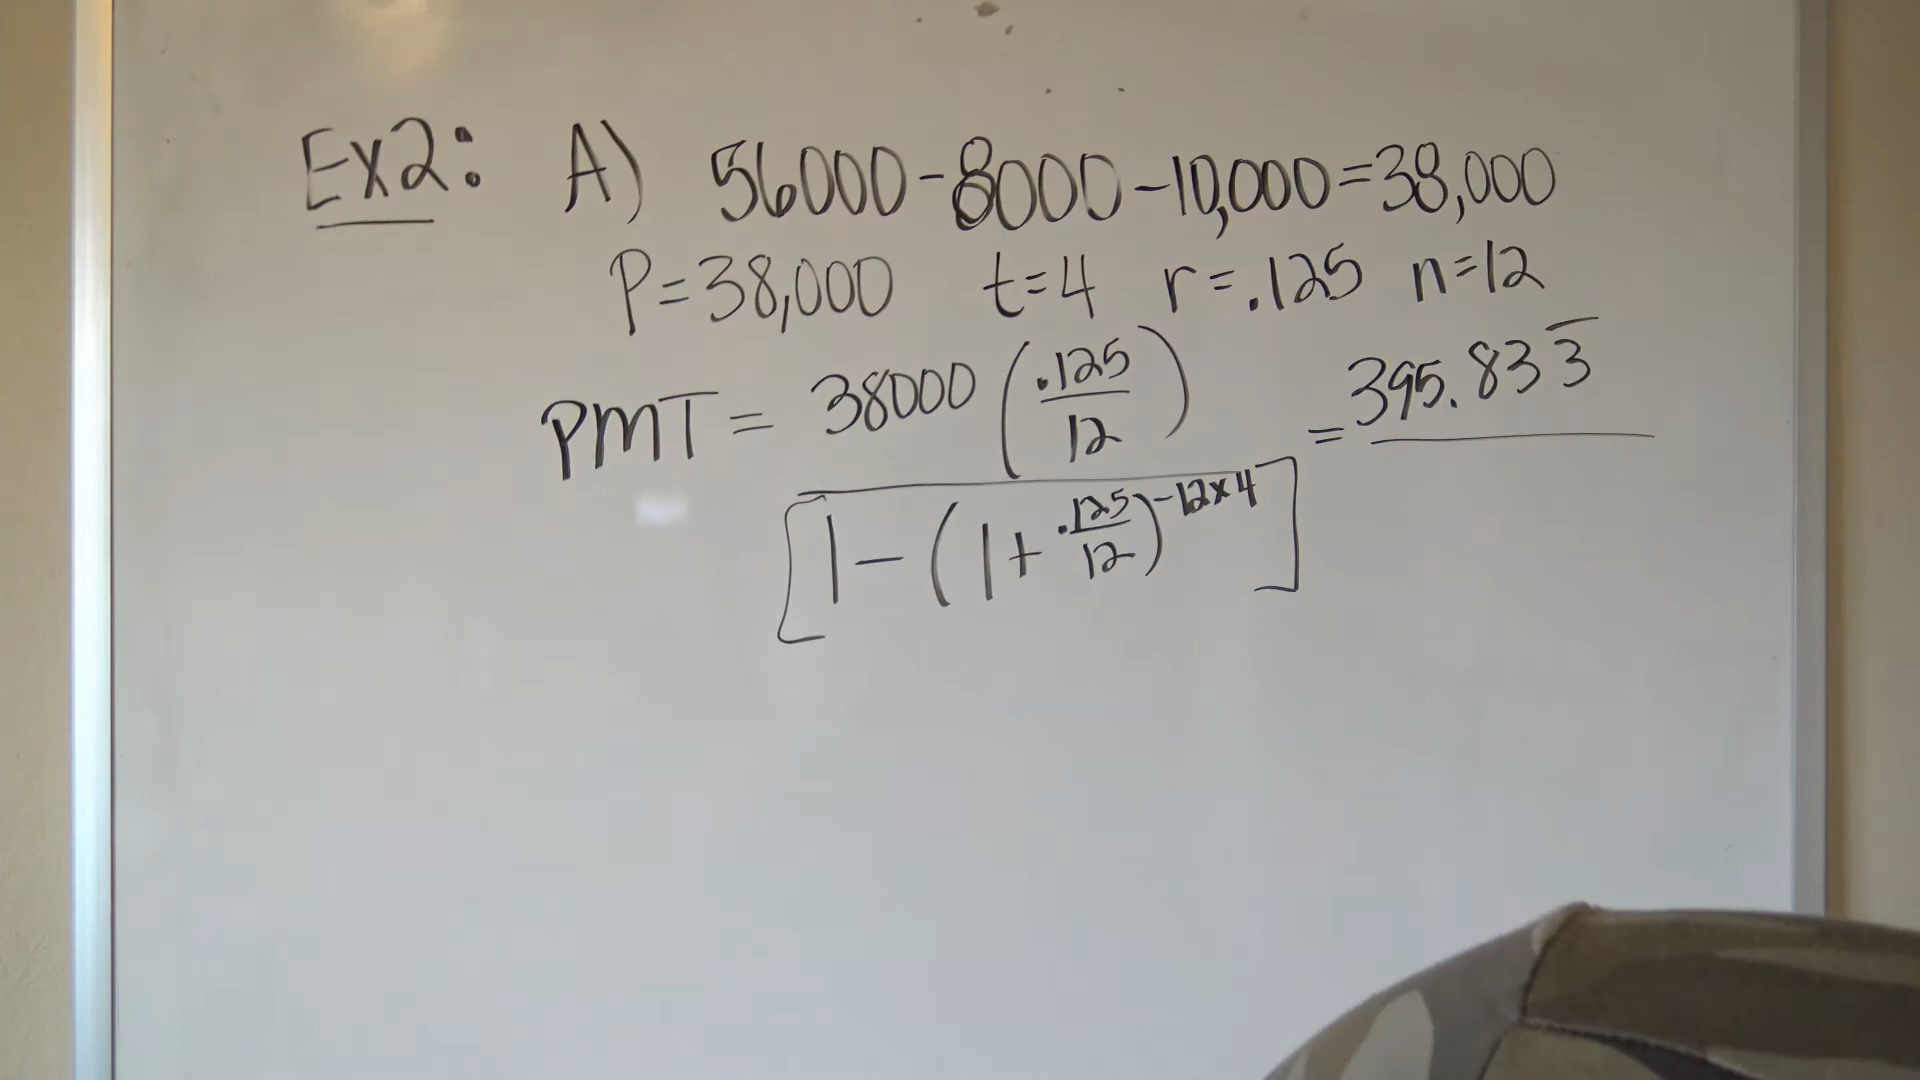 Ex2: A) 56000-8000-10,000=38,000
P=38,000 t=4 r=.125 n=12
PMT = 38000 (.125/12) / [1-(1+.125/12)^-12x4] = 395.833̅